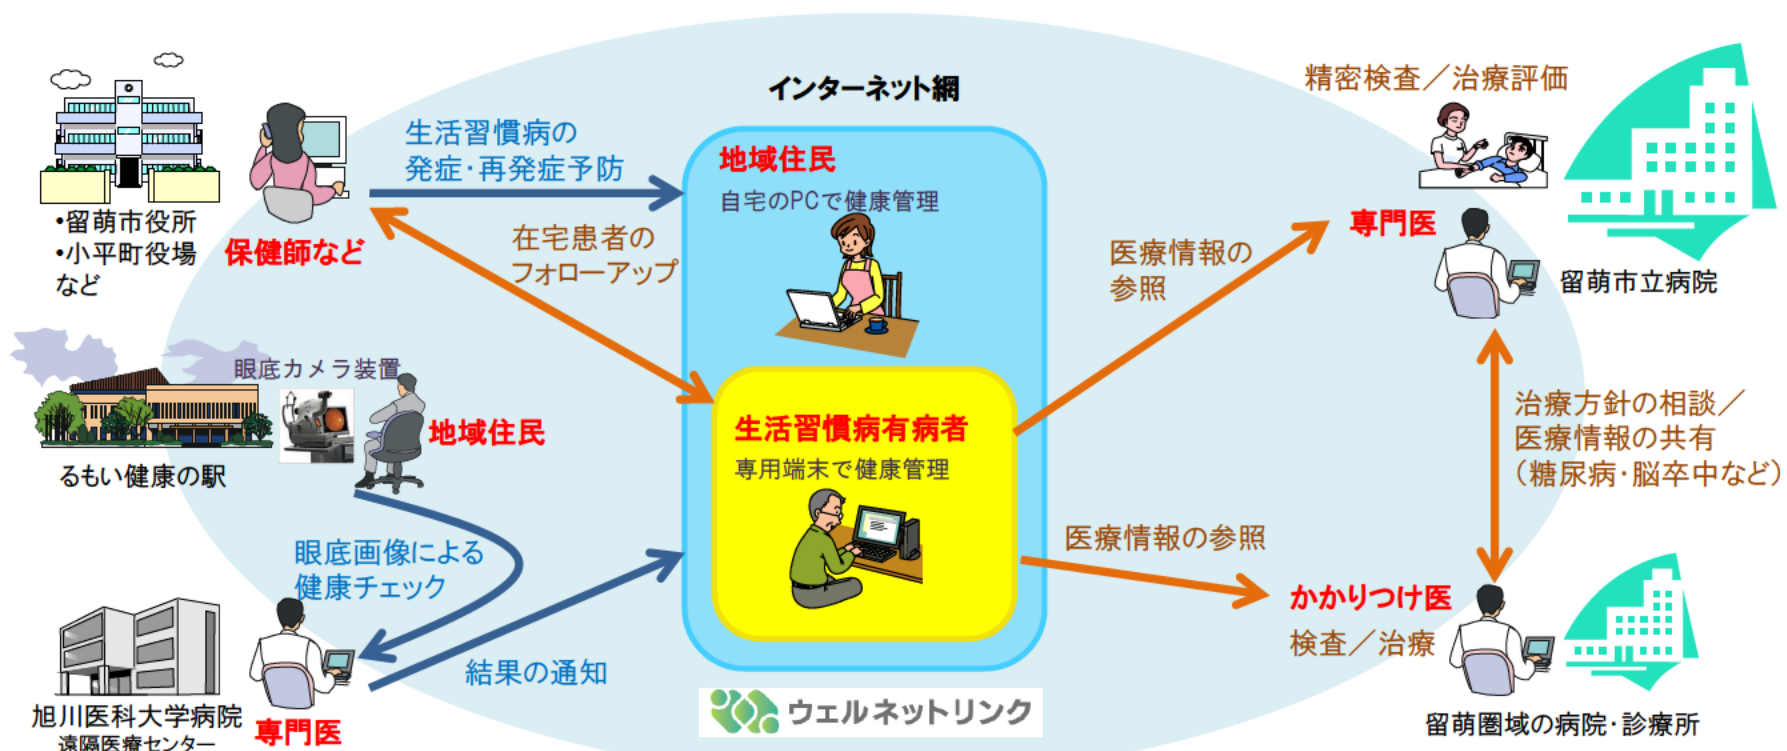 インターネット網
精密検査／治療評価
生活習慣病の
発症・再発症予防
地域住民
自宅のPCで健康管理
•留萌市役所
•小平町役場
など
保健師など
在宅患者の
フォローアップ
医療情報の
参照
専門医
留萌市立病院
眼底カメラ装置
地域住民
るもい健康の駅
生活習慣病有病者
専用端末で健康管理
治療方針の相談／
医療情報の共有
（糖尿病・脳卒中など）
眼底画像による
健康チェック
医療情報の参照
かかりつけ医
検査／治療
結果の通知
旭川医科大学病院
遠隔医療センター
専門医
ウェルネットリンク
留萌圏域の病院・診療所